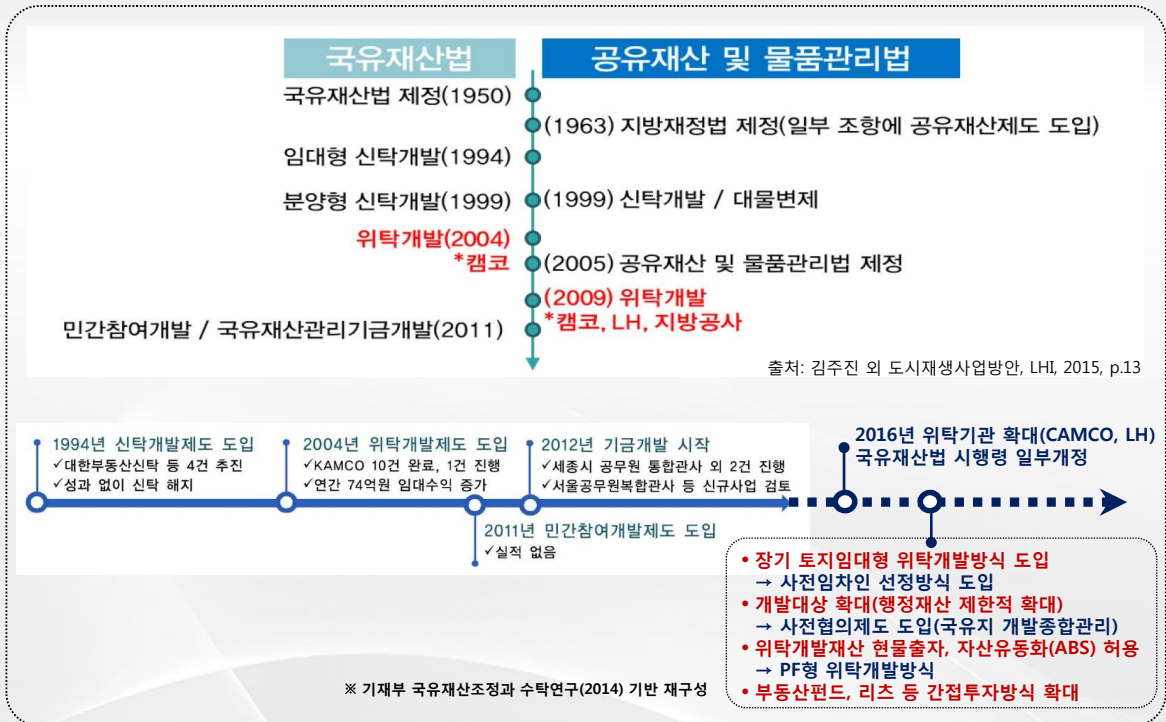 국유재산법
공유재산 및 물품관리법
국유재산법 제정(1950)
(1963) 지방재정법 제정(일부 조항에 공유재산제도 도입)
임대형 신탁개발(1994)
분양형 신탁개발(1999)
(1999) 신탁개발 / 대물변제
위탁개발(2004)
*캠코
(2005) 공유재산 및 물품관리법 제정
(2009) 위탁개발
*캠코, LH, 지방공사
민간참여개발 / 국유재산관리기금개발(2011)
출처: 김주진 외 도시재생사업방안, LHI, 2015, p.13
1994년 신탁개발제도 도입
✓대한부동산신탁 등 4건 추진
✓성과 없이 신탁 해지
2004년 위탁개발제도 도입
✓KAMCO 10건 완료, 1건 진행
✓연간 74억원 임대수익 증가
2012년 기금개발 시작
✓세종시 공무원 통합관사 외 2건 진행
✓서울공무원복합관사 등 신규사업 검토
2011년 민간참여개발제도 도입
✓실적 없음
2016년 위탁기관 확대(CAMCO, LH)
국유재산법 시행령 일부개정
• 장기 토지임대형 위탁개발방식 도입
→ 사전임차인 선정방식 도입
• 개발대상 확대(행정재산 제한적 확대)
→ 사전협의제도 도입(국유지 개발종합관리)
• 위탁개발재산 현물출자, 자산유동화(ABS) 허용
→ PF형 위탁개발방식
• 부동산펀드, 리츠 등 간접투자방식 확대
※ 기재부 국유재산조정과 수탁연구(2014) 기반 재구성